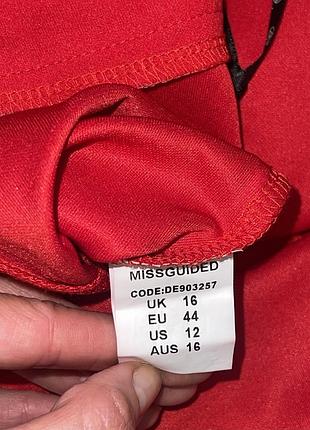 MISSGUIDED
CODE:DE903257
UK 16
EU 44
US 12
AUS 16